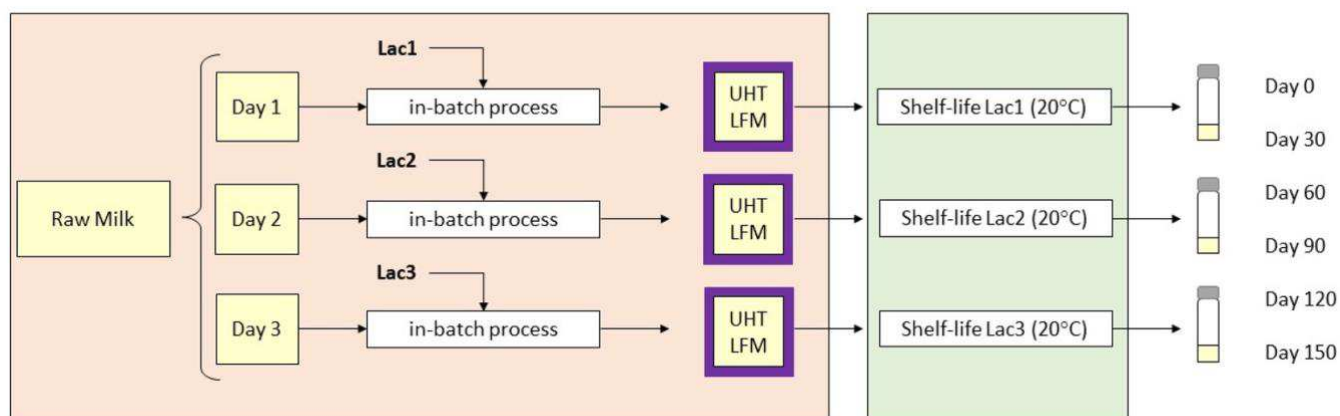 Lac1
Day 1
in-batch process
UHT
LFM
Shelf-life Lac1 (20°C)
Day 0
Day 30
Raw Milk
Lac2
Day 2
in-batch process
UHT
LFM
Shelf-life Lac2 (20°C)
Day 60
Day 90
Lac3
Day 3
in-batch process
UHT
LFM
Shelf-life Lac3 (20°C)
Day 120
Day 150